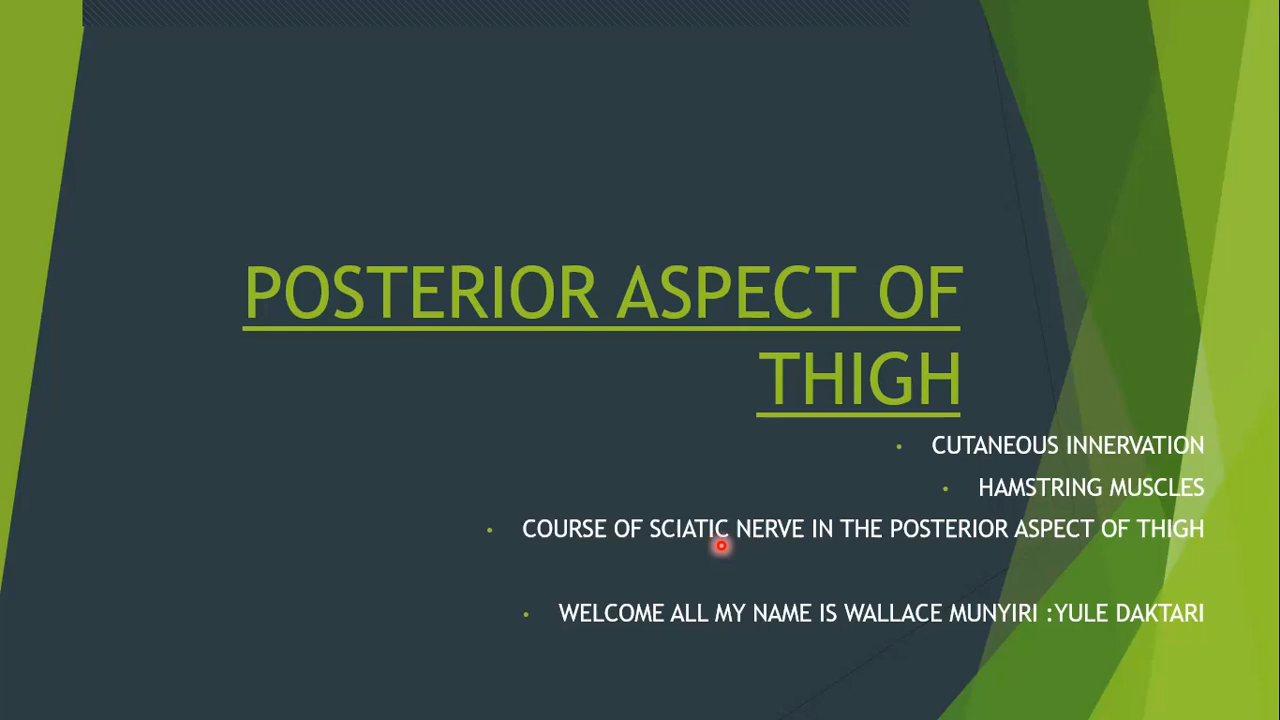 POSTERIOR ASPECT OF
THIGH
• CUTANEOUS INNERVATION
• HAMSTRING MUSCLES
• COURSE OF SCIATIC NERVE IN THE POSTERIOR ASPECT OF THIGH
• WELCOME ALL MY NAME IS WALLACE MUNYIRI :YULE DAKTARI